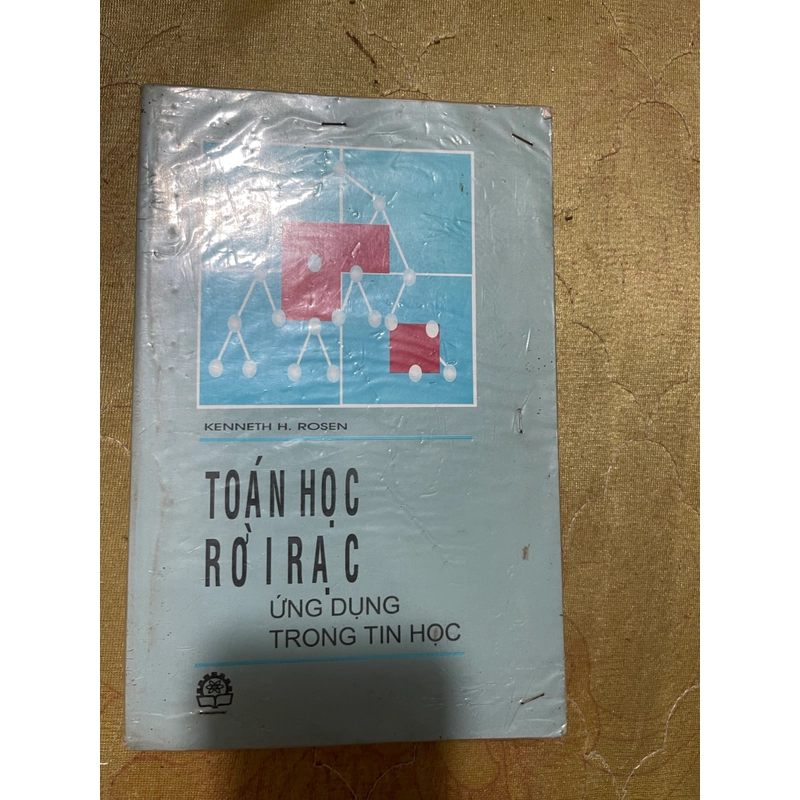 KENNETH H. ROSEN
TOÁN HỌC
RỜI RẠC
ỨNG DỤNG
TRONG TIN HỌC